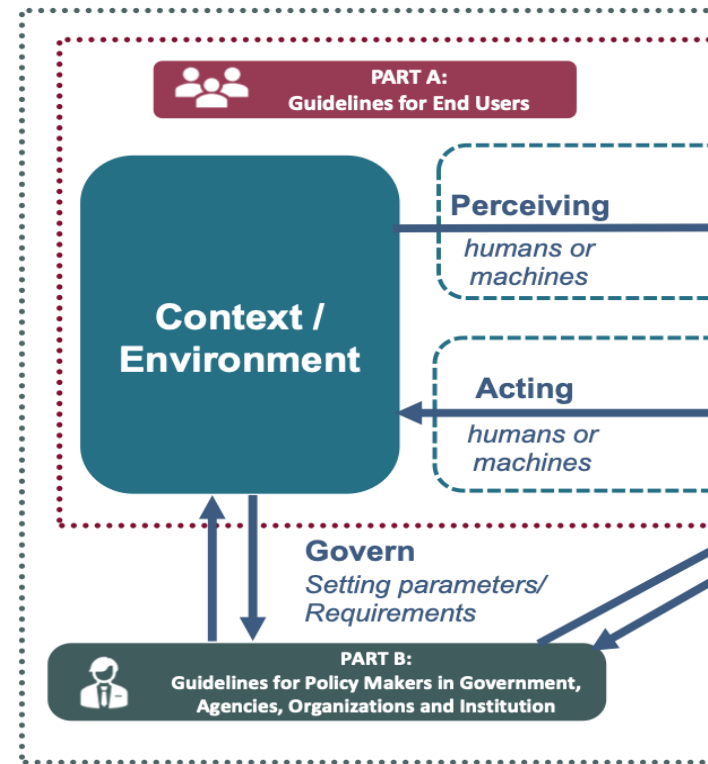 PART A:
Guidelines for End Users
Perceiving
humans or
machines
Context /
Environment
Acting
humans or
machines
Govern
Setting parameters/
Requirements
PART B:
Guidelines for Policy Makers in Government,
Agencies, Organizations and Institution